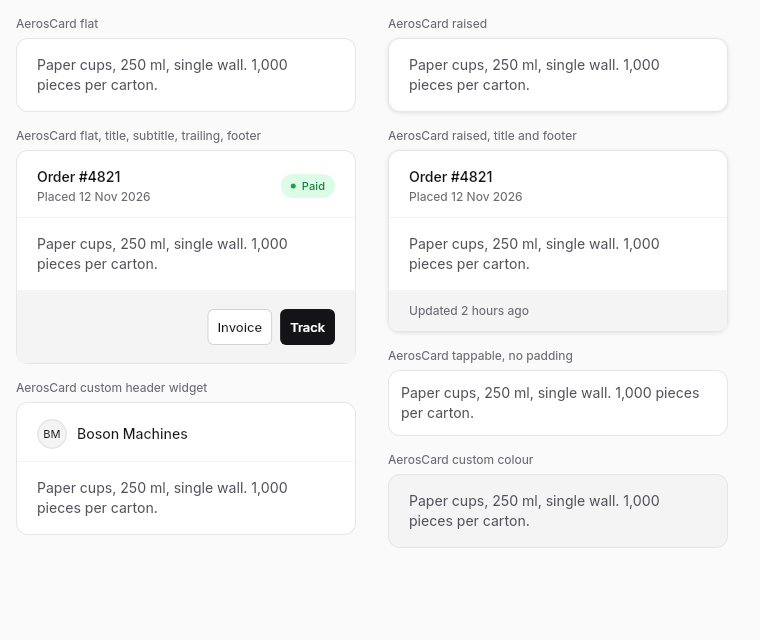 AerosCard flat
Paper cups, 250 ml, single wall. 1,000
pieces per carton.
AerosCard flat, title, subtitle, trailing, footer
Order #4821
Placed 12 Nov 2026
Paid
Paper cups, 250 ml, single wall. 1,000
pieces per carton.
Invoice
Track
AerosCard custom header widget
BM
Boson Machines
Paper cups, 250 ml, single wall. 1,000
pieces per carton.
AerosCard raised
Paper cups, 250 ml, single wall. 1,000
pieces per carton.
AerosCard raised, title and footer
Order #4821
Placed 12 Nov 2026
Paper cups, 250 ml, single wall. 1,000
pieces per carton.
Updated 2 hours ago
AerosCard tappable, no padding
Paper cups, 250 ml, single wall. 1,000 pieces
per carton.
AerosCard custom colour
Paper cups, 250 ml, single wall. 1,000
pieces per carton.